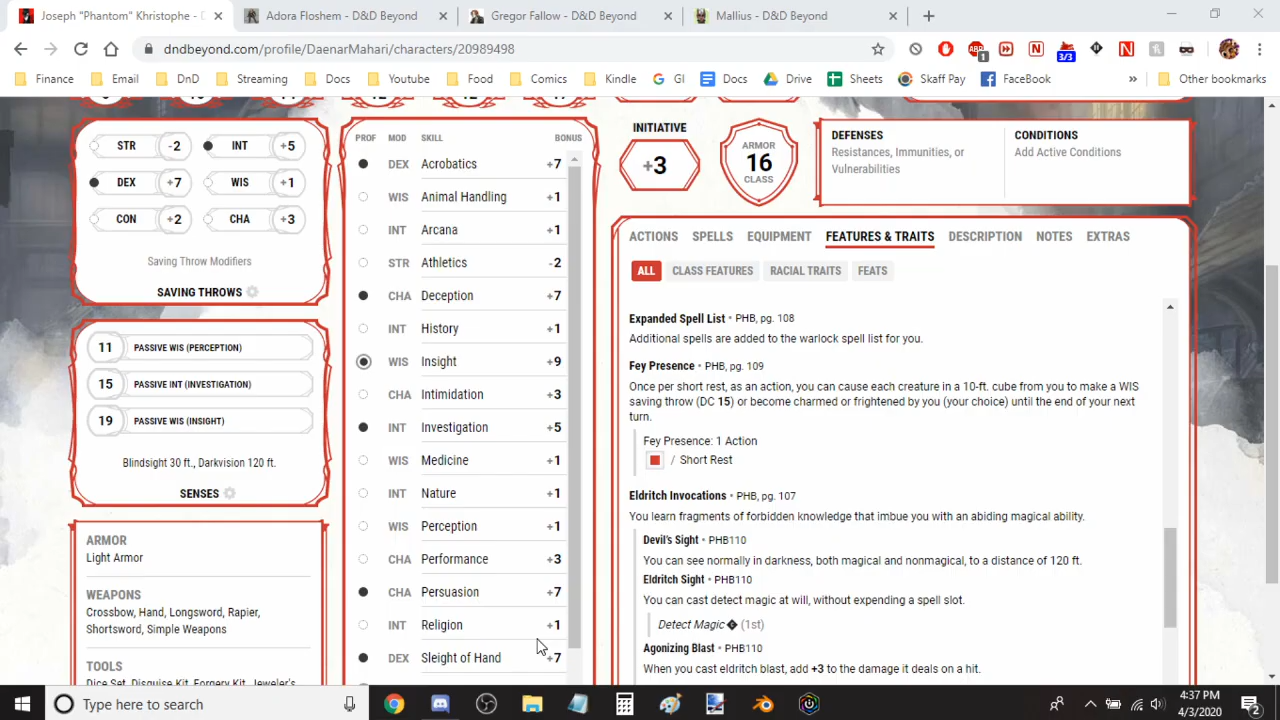 Joseph "Phantom" Khristophe - D
Adora Floshem - D&D Beyond
Gregor Fallow - D&D Beyond
Mallius - D&D Beyond
dndbeyond.com/profile/DaenarMahari/characters/20989498
1
3/3
Finance
Email
DnD
Streaming
Docs
Youtube
Food
Comics
Kindle
GI
Docs
Drive
Sheets
Skaff Pay
FaceBook
»
Other bookmarks
STR
-2
INT
+5
DEX
+7
WIS
+1
CON
+2
CHA
+3
Saving Throw Modifiers
SAVING THROWS
11
PASSIVE WIS (PERCEPTION)
15
PASSIVE INT (INVESTIGATION)
19
PASSIVE WIS (INSIGHT)
Blindsight 30 ft., Darkvision 120 ft.
SENSES
ARMOR
Light Armor
WEAPONS
Crossbow, Hand, Longsword, Rapier,
Shortsword, Simple Weapons
TOOLS
Dice Set, Disguise Kit, Forgery Kit, Jeweler's
PROF MOD SKILL BONUS
DEX Acrobatics +7
WIS Animal Handling +1
INT Arcana +1
STR Athletics -2
CHA Deception +7
INT History +1
WIS Insight +9
CHA Intimidation +3
INT Investigation +5
WIS Medicine +1
INT Nature +1
WIS Perception +1
CHA Performance +3
CHA Persuasion +7
INT Religion +1
DEX Sleight of Hand +7
INITIATIVE
+3
ARMOR
16
CLASS
DEFENSES
Resistances, Immunities, or
Vulnerabilities
CONDITIONS
Add Active Conditions
ACTIONS SPELLS EQUIPMENT FEATURES & TRAITS DESCRIPTION NOTES EXTRAS
ALL CLASS FEATURES RACIAL TRAITS FEATS
Expanded Spell List • PHB, pg. 108
Additional spells are added to the warlock spell list for you.
Fey Presence • PHB, pg. 109
Once per short rest, as an action, you can cause each creature in a 10-ft. cube from you to make a WIS
saving throw (DC 15) or become charmed or frightened by you (your choice) until the end of your next
turn.
Fey Presence: 1 Action
/ Short Rest
Eldritch Invocations • PHB, pg. 107
You learn fragments of forbidden knowledge that imbue you with an abiding magical ability.
Devil's Sight • PHB110
You can see normally in darkness, both magical and nonmagical, to a distance of 120 ft.
Eldritch Sight • PHB110
You can cast detect magic at will, without expending a spell slot.
Detect Magic (1st)
Agonizing Blast • PHB110
When you cast eldritch blast, add +3 to the damage it deals on a hit.
Type here to search
4:37 PM
4/3/2020
2